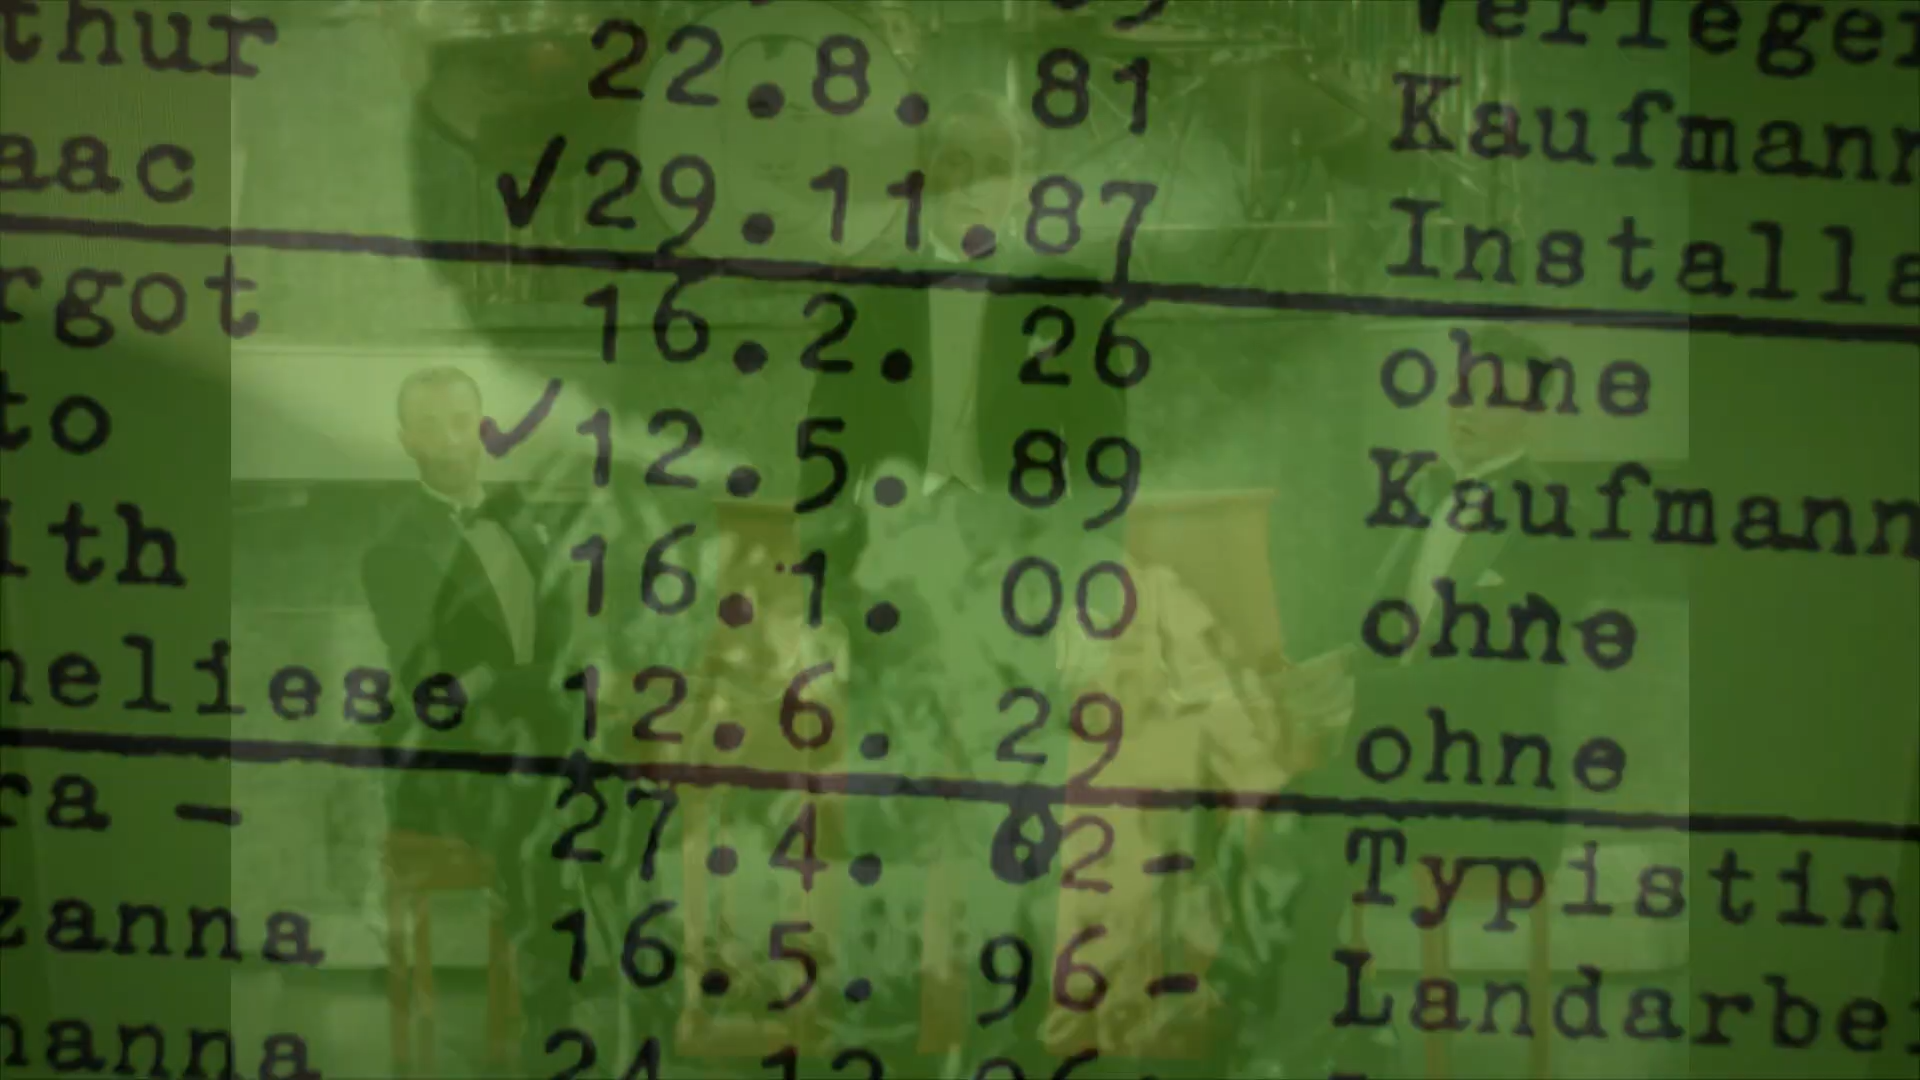 thur 22.8. 81 Kaufmann
aac ✓29.11.87 Installa
rgot 16.2. 26 ohne
to ✓12.5. 89 Kaufmann
ith 16.1. 00 ohne
neliese 12.6. 29 ohne
ra - 27.4. 02- Typistin
zanna 16.5. 96- Landarbei
hanna